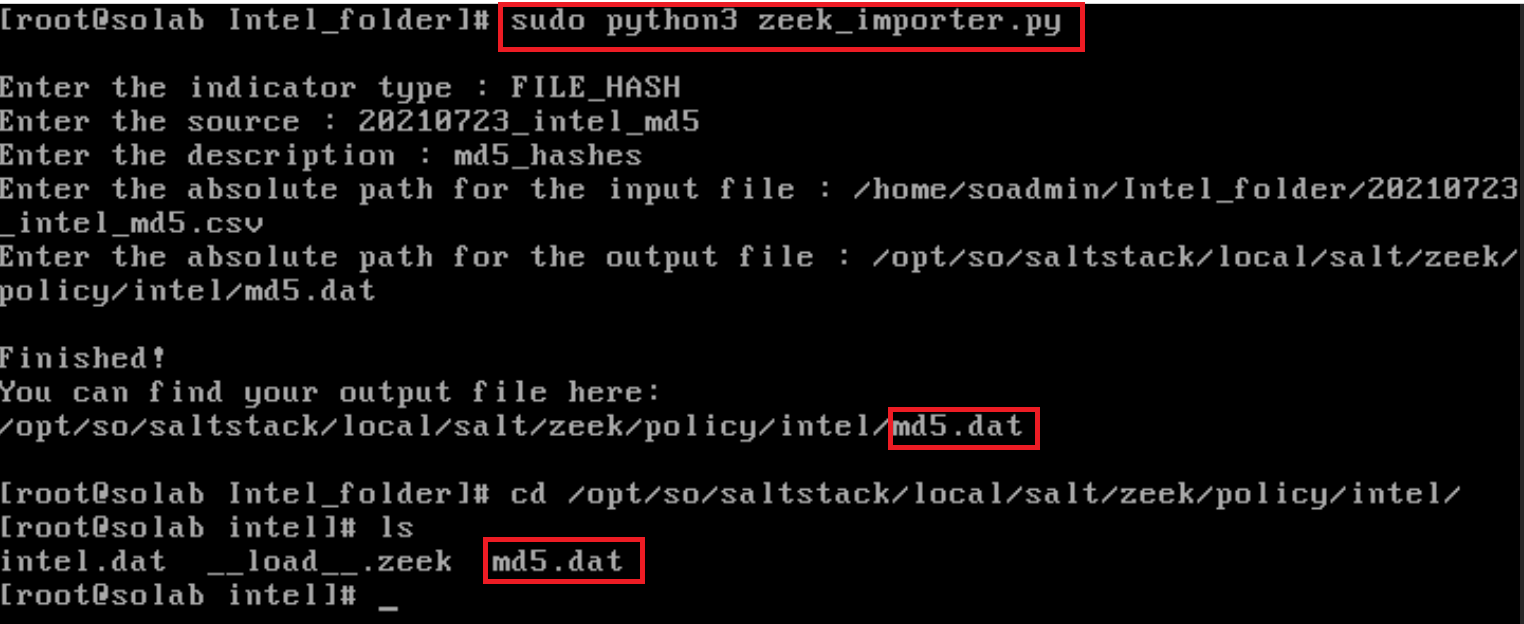 [root@solab Intel_folder]# sudo python3 zeek_importer.py
Enter the indicator type : FILE_HASH
Enter the source : 20210723_intel_md5
Enter the description : md5_hashes
Enter the absolute path for the input file : /home/soadmin/Intel_folder/20210723
_intel_md5.csv
Enter the absolute path for the output file : /opt/so/saltstack/local/salt/zeek/
policy/intel/md5.dat
Finished!
You can find your output file here:
/opt/so/saltstack/local/salt/zeek/policy/intel/md5.dat
[root@solab Intel_folder]# cd /opt/so/saltstack/local/salt/zeek/policy/intel/
[root@solab intel]# ls
intel.dat  __load__.zeek  md5.dat
[root@solab intel]# _